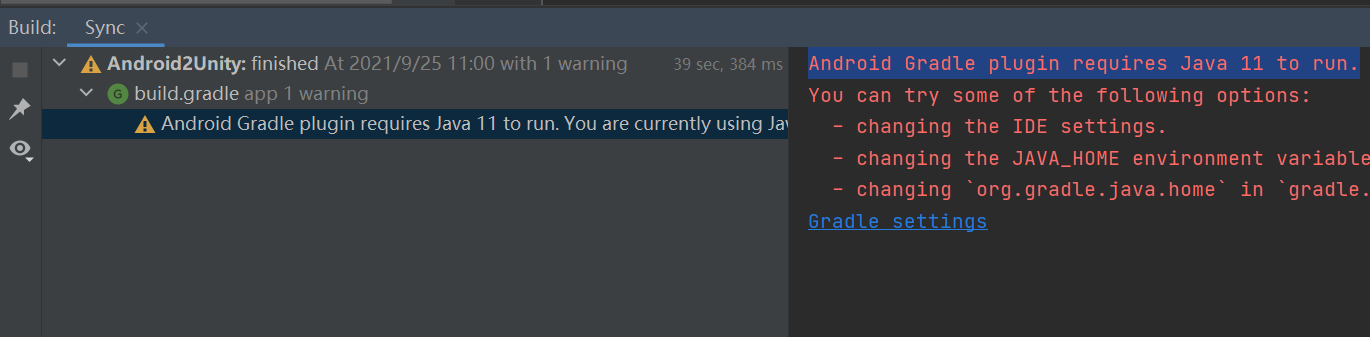 Build: Sync
Android2Unity: finished At 2021/9/25 11:00 with 1 warning 39 sec, 384 ms
build.gradle app 1 warning
Android Gradle plugin requires Java 11 to run. You are currently using
Android Gradle plugin requires Java 11 to run.
You can try some of the following options:
- changing the IDE settings.
- changing the JAVA_HOME environment variable
- changing `org.gradle.java.home` in `gradle.
Gradle settings